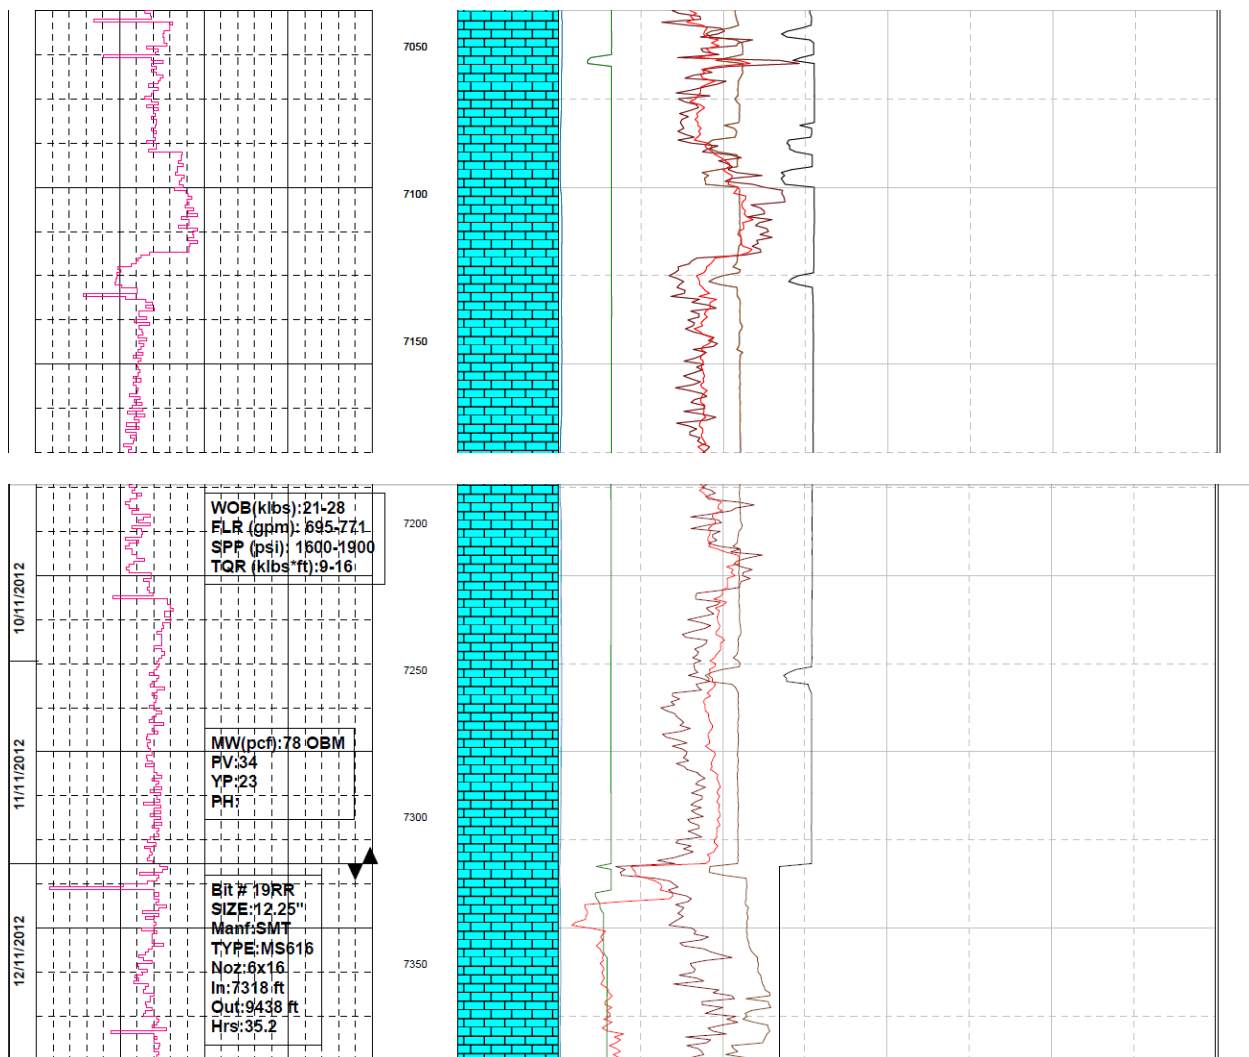 7050
7100
7150
WOB(klbs):21-28
FLR (gpm): 695-771
SPP (psi): 1600-1900
TQR (klbs*ft):9-16
7200
10/11/2012
7250
MW(pcf):78 OBM
PV:34
YP:23
PH:
11/11/2012
7300
Bit # 19RR
SIZE:12.25"
Manf:SMT
TYPE:MS616
Noz:6x16
In:7318 ft
Out:9438 ft
Hrs:35.2
12/11/2012
7350